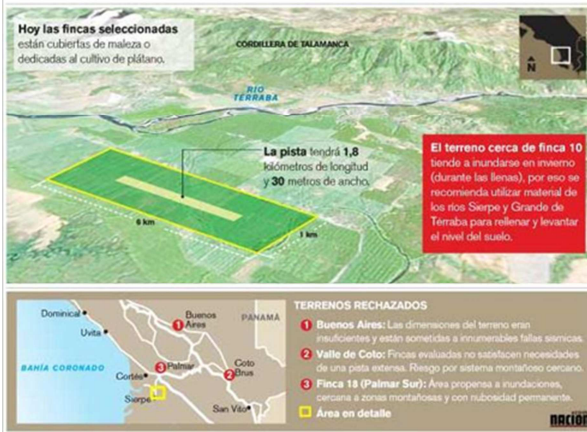 Hoy las fincas seleccionadas
están cubiertas de maleza o
dedicadas al cultivo de plátano.
CORDILLERA DE TALAMANCA
N
RÍO
TERRABA
La pista tendrá 1,8
kilómetros de longitud
y 30 metros de ancho.
6 km
1 km
El terreno cerca de finca 10
tiende a inundarse en invierno
(durante las llenas), por eso se
recomienda utilizar material de
los ríos Sierpe y Grande de
Térraba para rellenar y levantar
el nivel del suelo.
Dominical
Uvita
BAHÍA CORONADO
Cortés
Sierpe
1 Buenos
Aires
3 Palmar
2
Coto
Brus
San Vito
PANAMÁ
TERRENOS RECHAZADOS
1 Buenos Aires: Las dimensiones del terreno eran
insuficientes y están sometidas a innumerables fallas sísmicas.
2 Valle de Coto: Fincas evaluadas no satisfacen necesidades
de una pista extensa. Riesgo por sistema montañoso cercano.
3 Finca 18 (Palmar Sur): Área propensa a inundaciones,
cercana a zonas montañosas y con nubosidad permanente.
Área en detalle
NACION